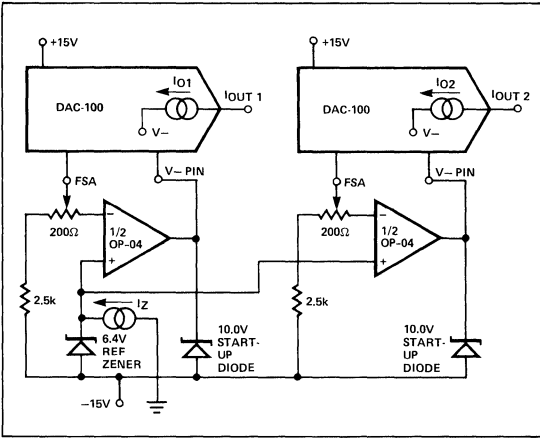 +15V
DAC-100
IO1
IOUT 1
V−
FSA
V− PIN
200Ω
−
+
1/2
OP-04
2.5k
IZ
6.4V
REF
ZENER
10.0V
START-
UP
DIODE
−15V
+15V
DAC-100
IO2
IOUT 2
V−
FSA
V− PIN
200Ω
−
+
1/2
OP-04
2.5k
10.0V
START-
UP
DIODE